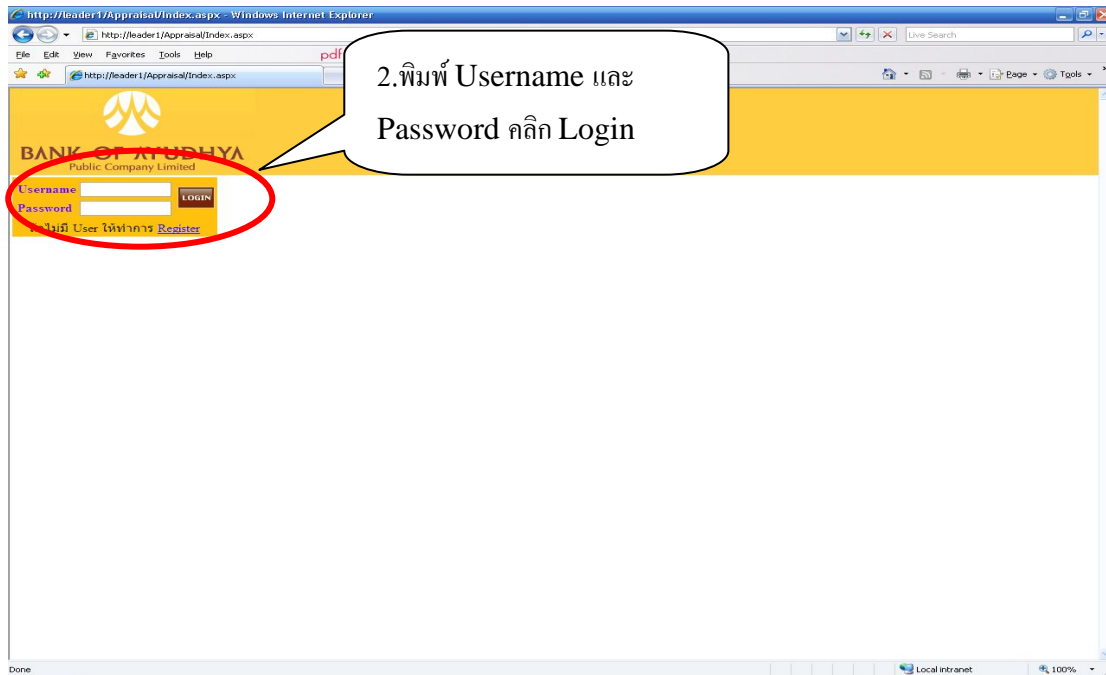 http://leader1/Appraisal/Index.aspx - Windows Internet Explorer
http://leader1/Appraisal/Index.aspx
Live Search
File Edit View Favorites Tools Help
pdf
http://leader1/Appraisal/Index.aspx
Page Tools
2.พิมพ์ Username และ
Password คลิก Login
BANK OF AYUDHYA
Public Company Limited
Username
LOGIN
Password
ไม่มี User ให้ทำการ Register
Done
Local intranet
100%